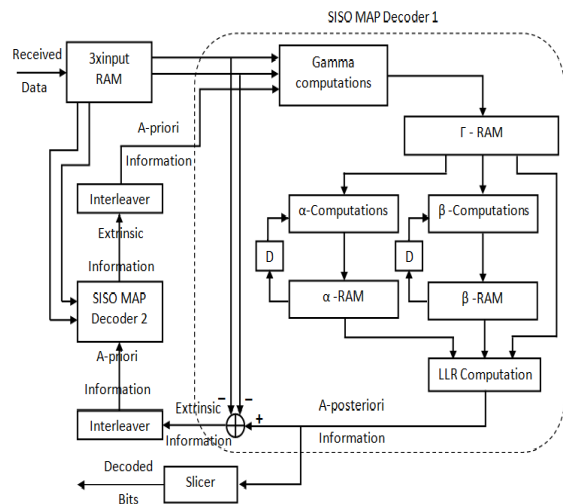 SISO MAP Decoder 1
Received
Data
3xinput
RAM
Gamma
computations
A-priori
Information
Γ - RAM
Interleaver
α-Computations
β -Computations
Extrinsic
Information
D
D
SISO MAP
Decoder 2
α -RAM
β -RAM
A-priori
Information
LLR Computation
Interleaver
Extrinsic
Information
–
–
+
A-posteriori
Information
Decoded
Bits
Slicer